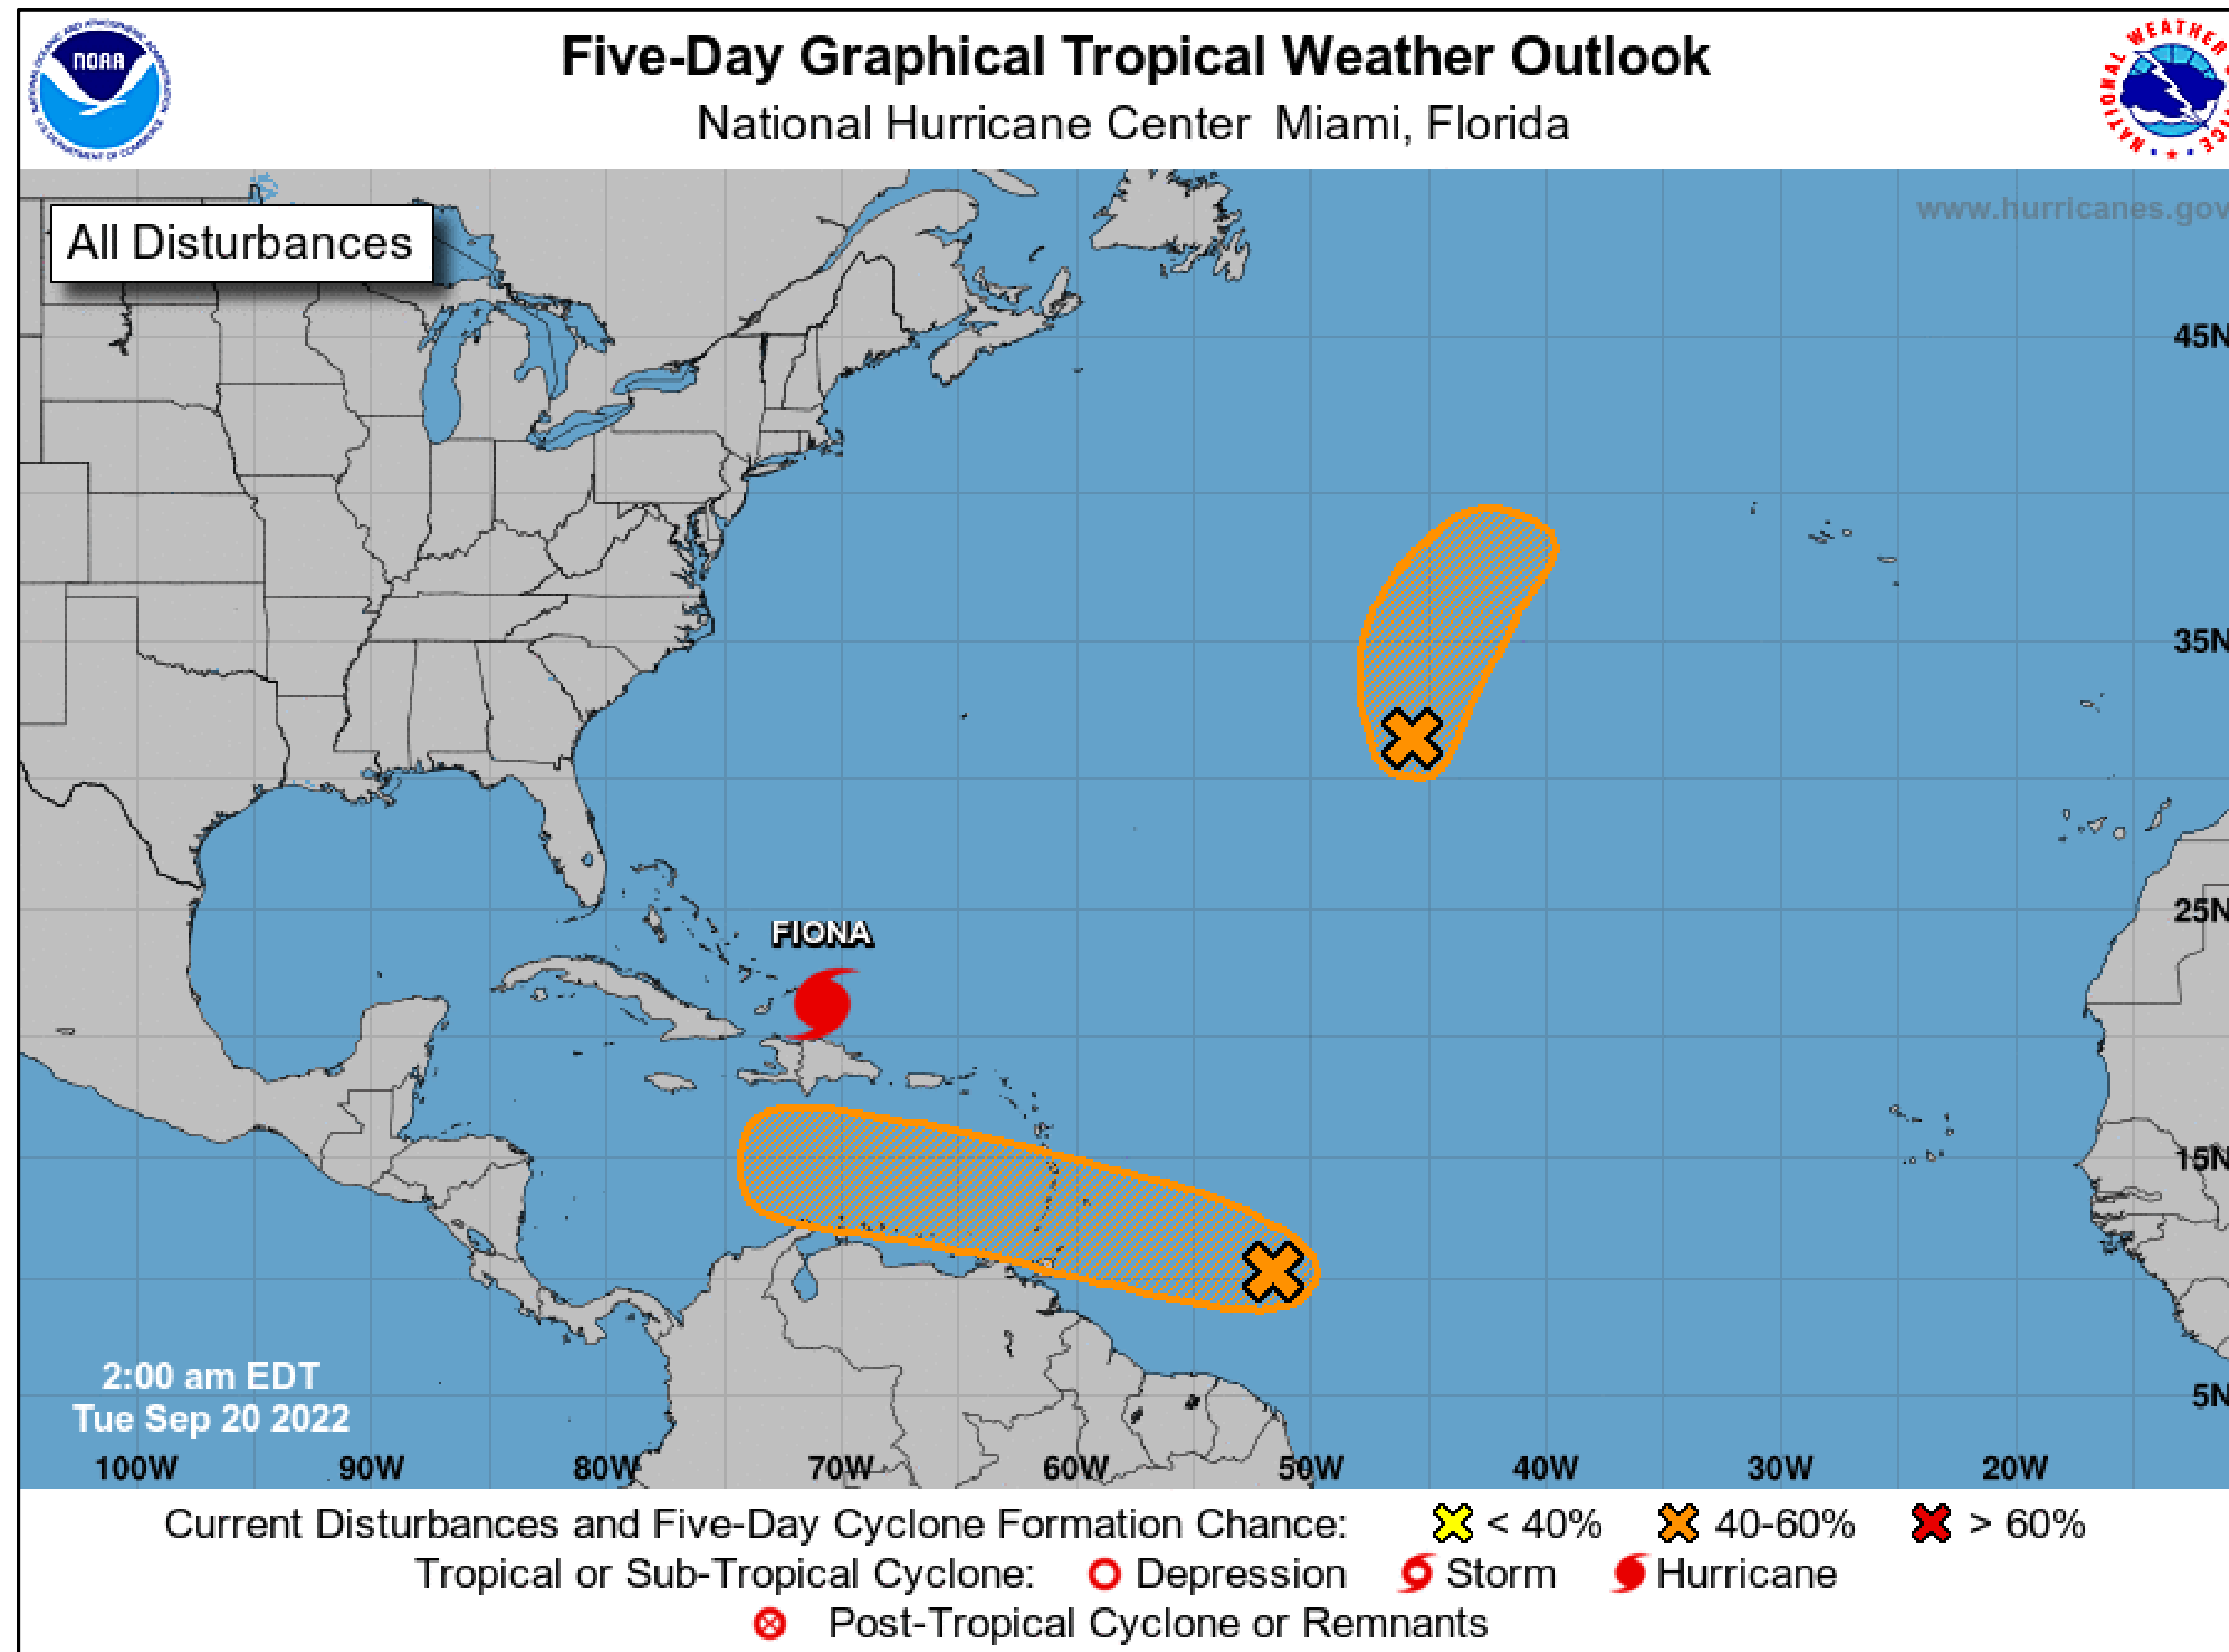 NOAA
Five-Day Graphical Tropical Weather Outlook
National Hurricane Center Miami, Florida
All Disturbances
www.hurricanes.gov
45N
35N
FIONA
25N
15N
2:00 am EDT
Tue Sep 20 2022
5N
100W 90W 80W 70W 60W 50W 40W 30W 20W
Current Disturbances and Five-Day Cyclone Formation Chance: < 40% 40-60% > 60%
Tropical or Sub-Tropical Cyclone: Depression Storm Hurricane
Post-Tropical Cyclone or Remnants